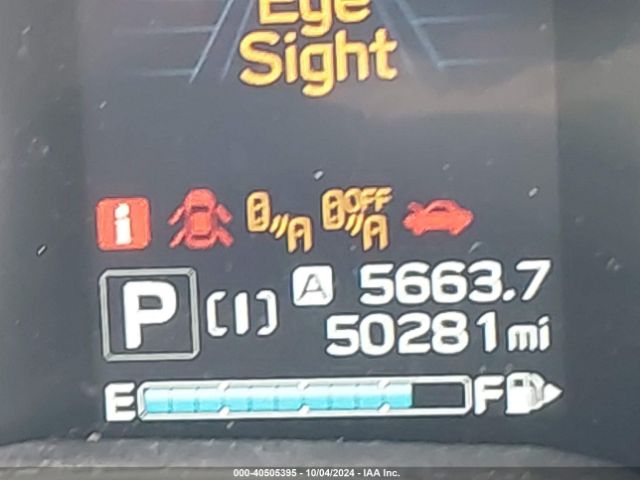 Eye
Sight
i A OFF A
P (I) A 5663.7
50281 mi
E F
000-40505395 - 10/04/2024 - IAA Inc.